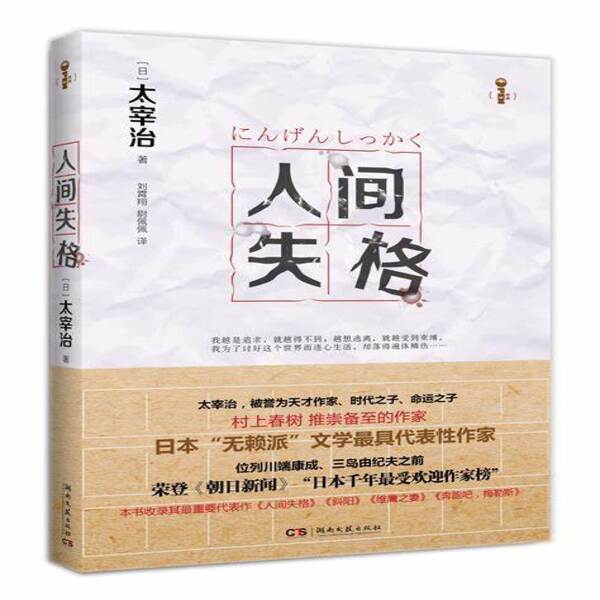 人间失格
[日]太宰治 著
OPEN
[日]太宰治 著
刘霄翔 尉佩佩 译
にんげんしっかく
人间
失格
我越是追求，就越得不到，越想逃离，就越受到束缚，
我为了讨好这个世界而违心生活，却落得遍体鳞伤……
太宰治，被誉为天才作家、时代之子、命运之子
村上春树 推崇备至的作家
日本“无赖派”文学最具代表性作家
位列川端康成、三岛由纪夫之前
荣登《朝日新闻》“日本千年最受欢迎作家榜”
本书收录其最重要代表作《人间失格》《斜阳》《维庸之妻》《奔跑吧，梅勒斯》
CS 湖南文艺出版社